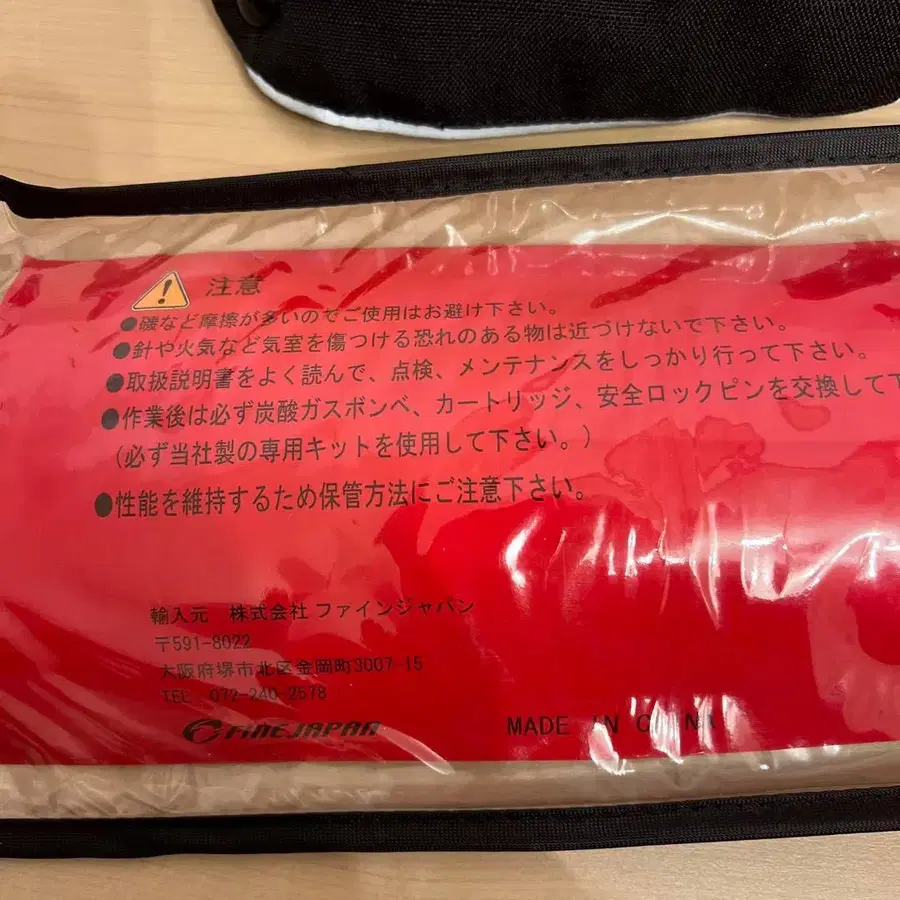 注意
●磯など摩擦が多いのでご使用はお避け下さい。
●針や火気など気室を傷つける恐れのある物は近づけないで下さい。
●取扱説明書をよく読んで、点検、メンテナンスをしっかり行って下さい。
●作業後は必ず炭酸ガスボンベ、カートリッジ、安全ロックピンを交換して下
(必ず当社製の専用キットを使用して下さい。)
●性能を維持するため保管方法にご注意下さい。
輸入元 株式会社 ファインジャパン
〒591-8022
大阪府堺市北区金岡町3007-15
TEL 072-240-2578
FINE JAPAN
MADE IN CHINA